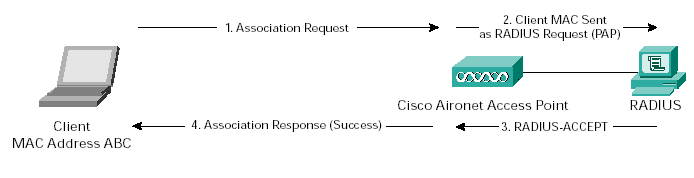 1. Association Request
2. Client MAC Sent
as RADIUS Request (PAP)
Cisco Aironet Access Point
RADIUS
Client
MAC Address ABC
4. Association Response (Success)
3. RADIUS-ACCEPT